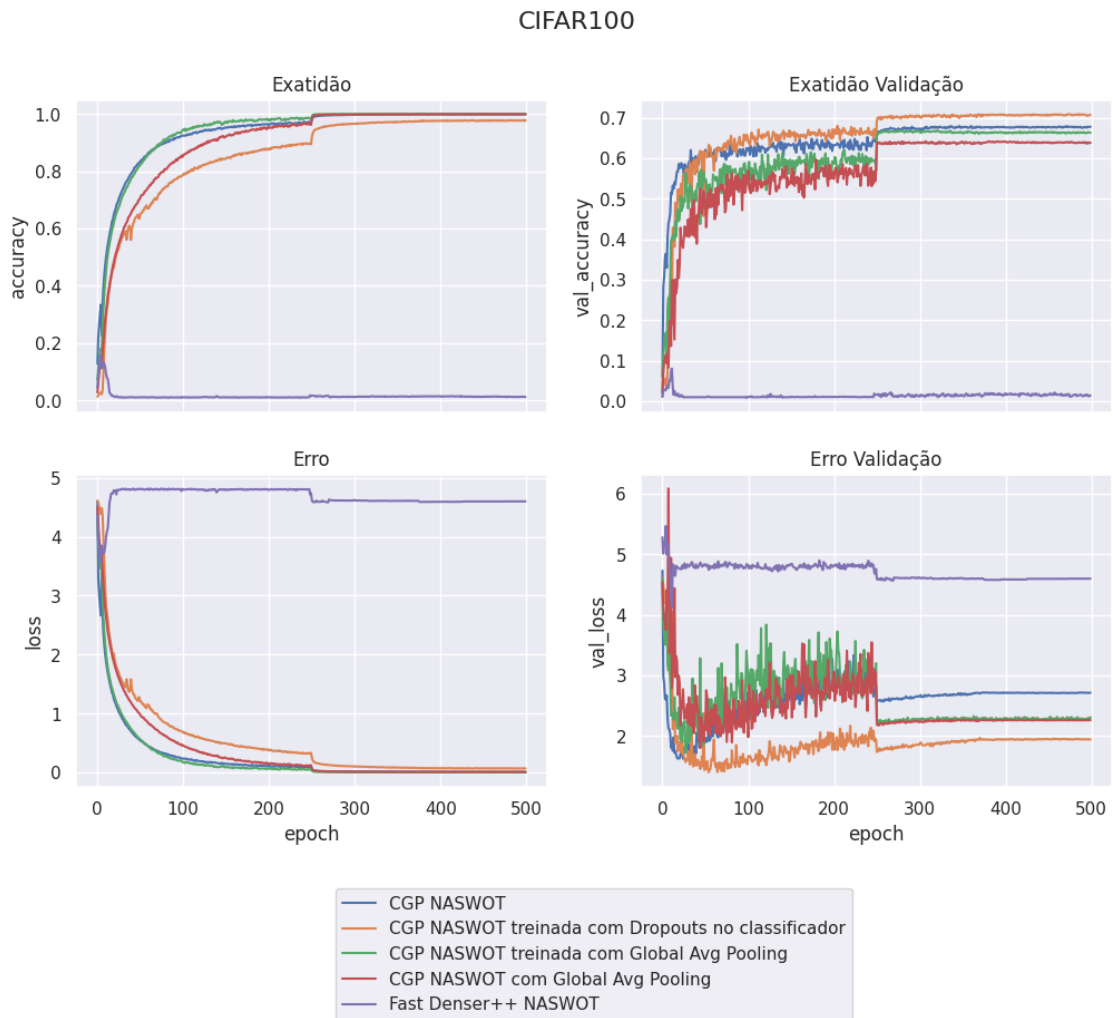 CIFAR100
Exatidão
Exatidão Validação
1.0
0.8
0.6
0.4
0.2
0.0
accuracy
0.7
0.6
0.5
0.4
0.3
0.2
0.1
0.0
val_accuracy
Erro
Erro Validação
5
4
3
2
1
0
loss
0 100 200 300 400 500
epoch
6
5
4
3
2
val_loss
0 100 200 300 400 500
epoch
CGP NASWOT
CGP NASWOT treinada com Dropouts no classificador
CGP NASWOT treinada com Global Avg Pooling
CGP NASWOT com Global Avg Pooling
Fast Denser++ NASWOT